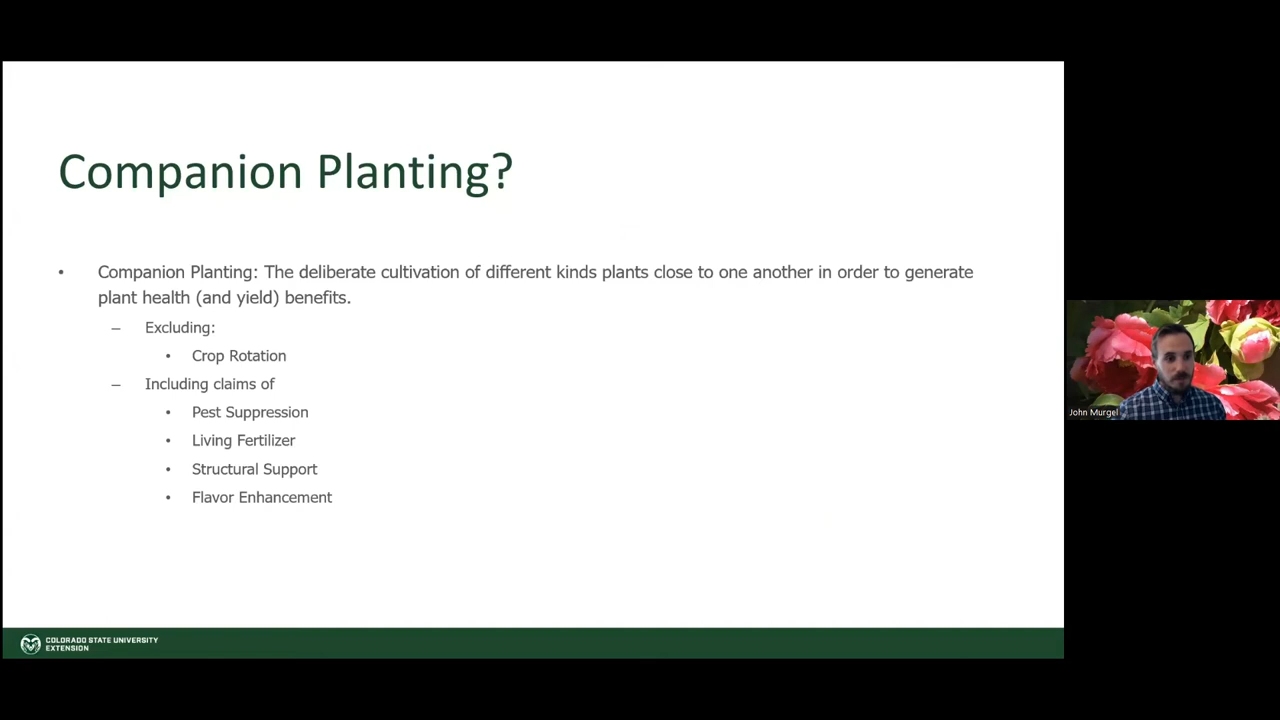 Companion Planting?
• Companion Planting: The deliberate cultivation of different kinds plants close to one another in order to generate
plant health (and yield) benefits.
– Excluding:
• Crop Rotation
– Including claims of
• Pest Suppression
• Living Fertilizer
• Structural Support
• Flavor Enhancement
John Murgel
COLORADO STATE UNIVERSITY
EXTENSION